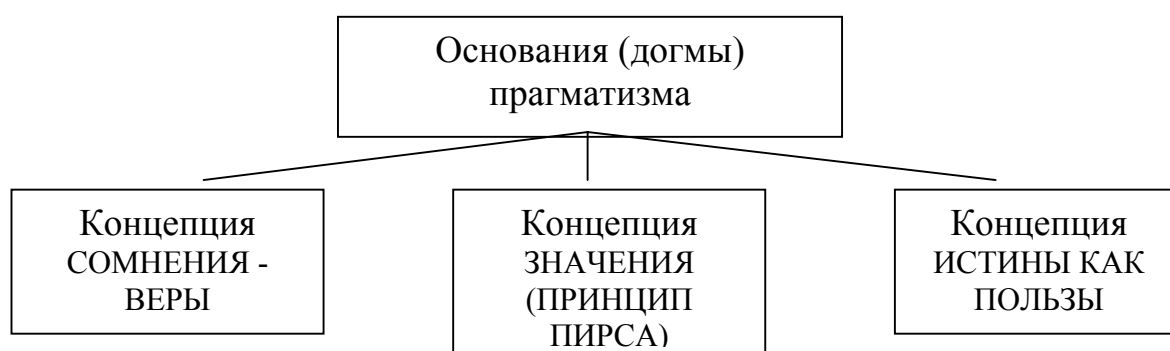 Основания (догмы)
прагматизма
Концепция
СОМНЕНИЯ -
ВЕРЫ
Концепция
ЗНАЧЕНИЯ
(ПРИНЦИП
ПИРСА)
Концепция
ИСТИНЫ КАК
ПОЛЬЗЫ